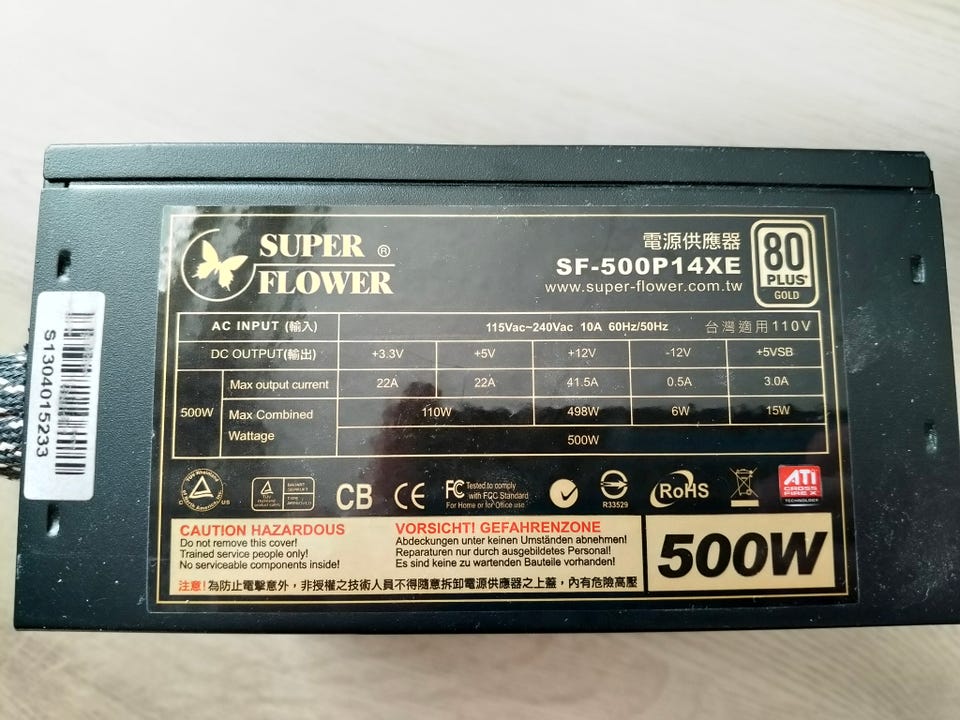 SUPER ®
FLOWER
電源供應器
SF-500P14XE
www.super-flower.com.tw
80
PLUS®
GOLD
AC INPUT (輸入) 115Vac~240Vac 10A 60Hz/50Hz 台灣適用110V
DC OUTPUT(輸出) +3.3V +5V +12V -12V +5VSB
500W Max output current 22A 22A 41.5A 0.5A 3.0A
Max Combined Wattage 110W 498W 6W 15W
500W
S1304015233
US
CB
CE
FC Tested to comply
with FCC Standard
For Home or for Office use
R33529
RoHS
ATI
CROSS
FIRE X
TECHNOLOGY
CAUTION HAZARDOUS
Do not remove this cover!
Trained service people only!
No serviceable components inside!
VORSICHT! GEFAHRENZONE
Abdeckungen unter keinen Umständen abnehmen!
Reparaturen nur durch ausgebildetes Personal!
Es sind keine zu wartenden Bauteile vorhanden!
注意!為防止電擊意外，非授權之技術人員不得隨意拆卸電源供應器之上蓋，內有危險高壓
500W